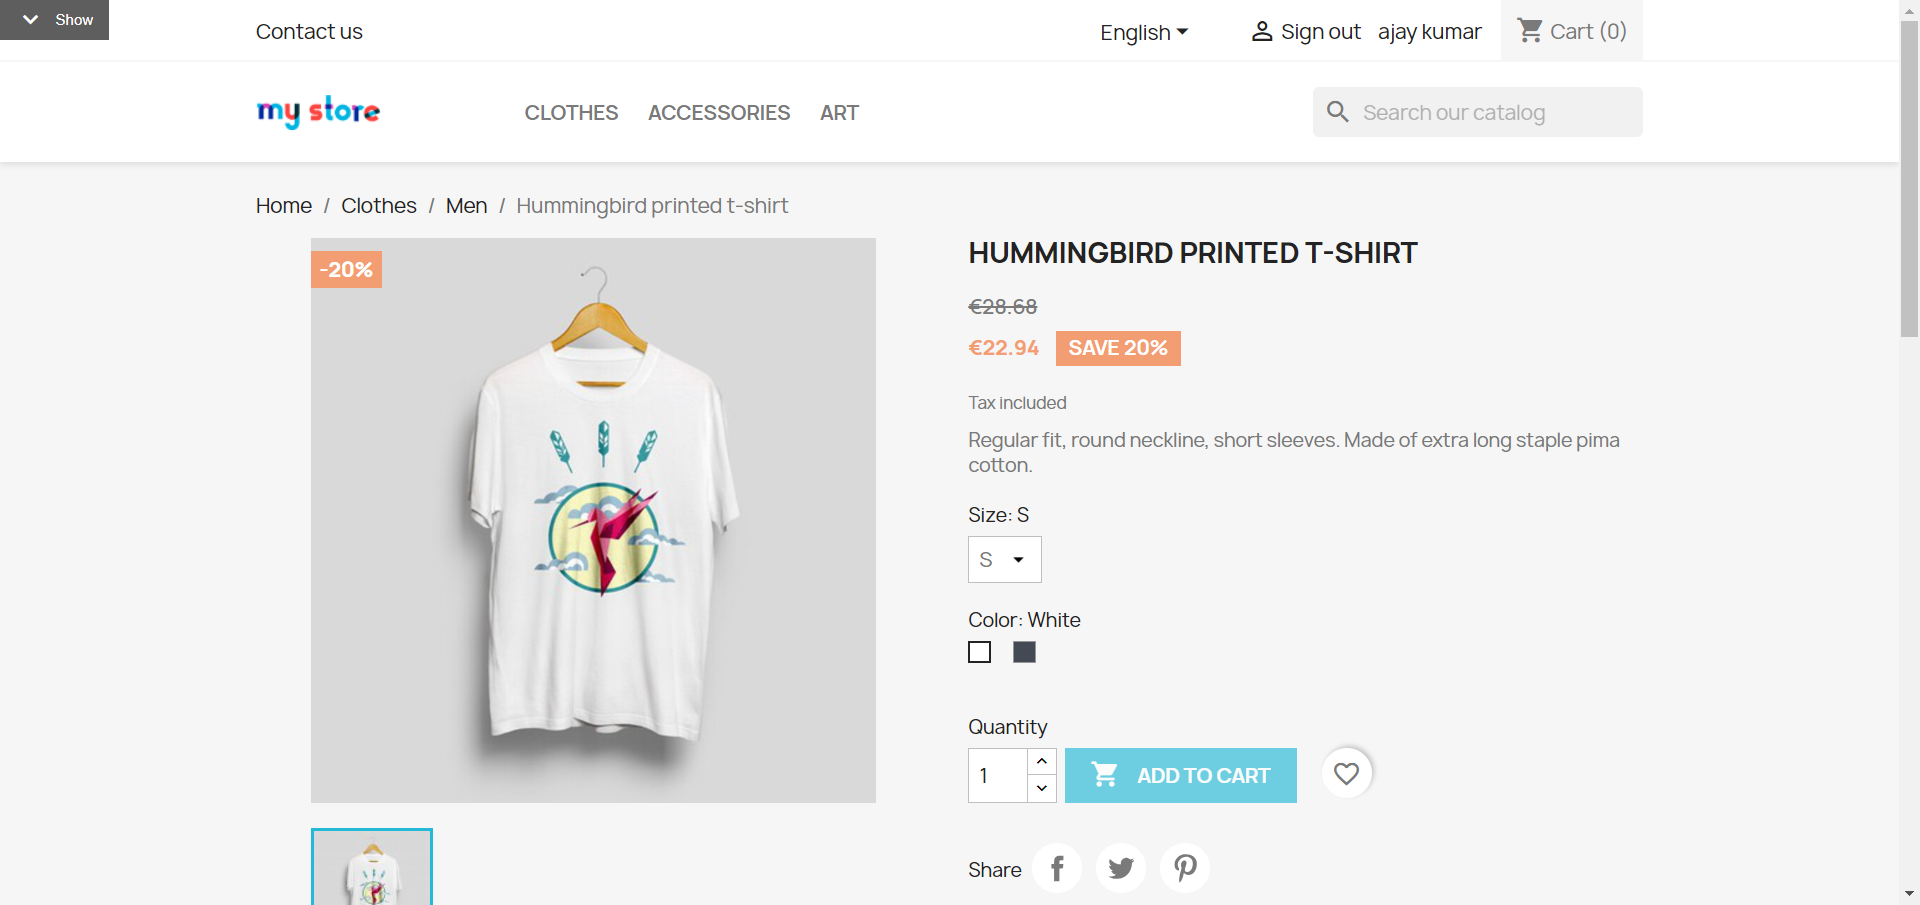 Show
Contact us
English
Sign out
ajay kumar
Cart (0)
my store
CLOTHES
ACCESSORIES
ART
Search our catalog
Home / Clothes / Men / Hummingbird printed t-shirt
-20%
HUMMINGBIRD PRINTED T-SHIRT
€28.68
€22.94
SAVE 20%
Tax included
Regular fit, round neckline, short sleeves. Made of extra long staple pima
cotton.
Size: S
S
Color: White
Quantity
1
ADD TO CART
Share